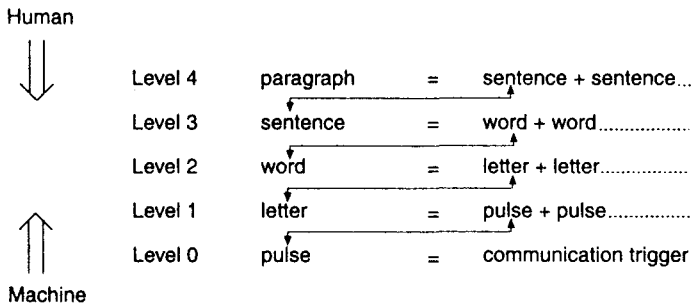 Human
Level 4 paragraph = sentence + sentence...
Level 3 sentence = word + word................
Level 2 word = letter + letter................
Level 1 letter = pulse + pulse..............
Level 0 pulse = communication trigger
Machine